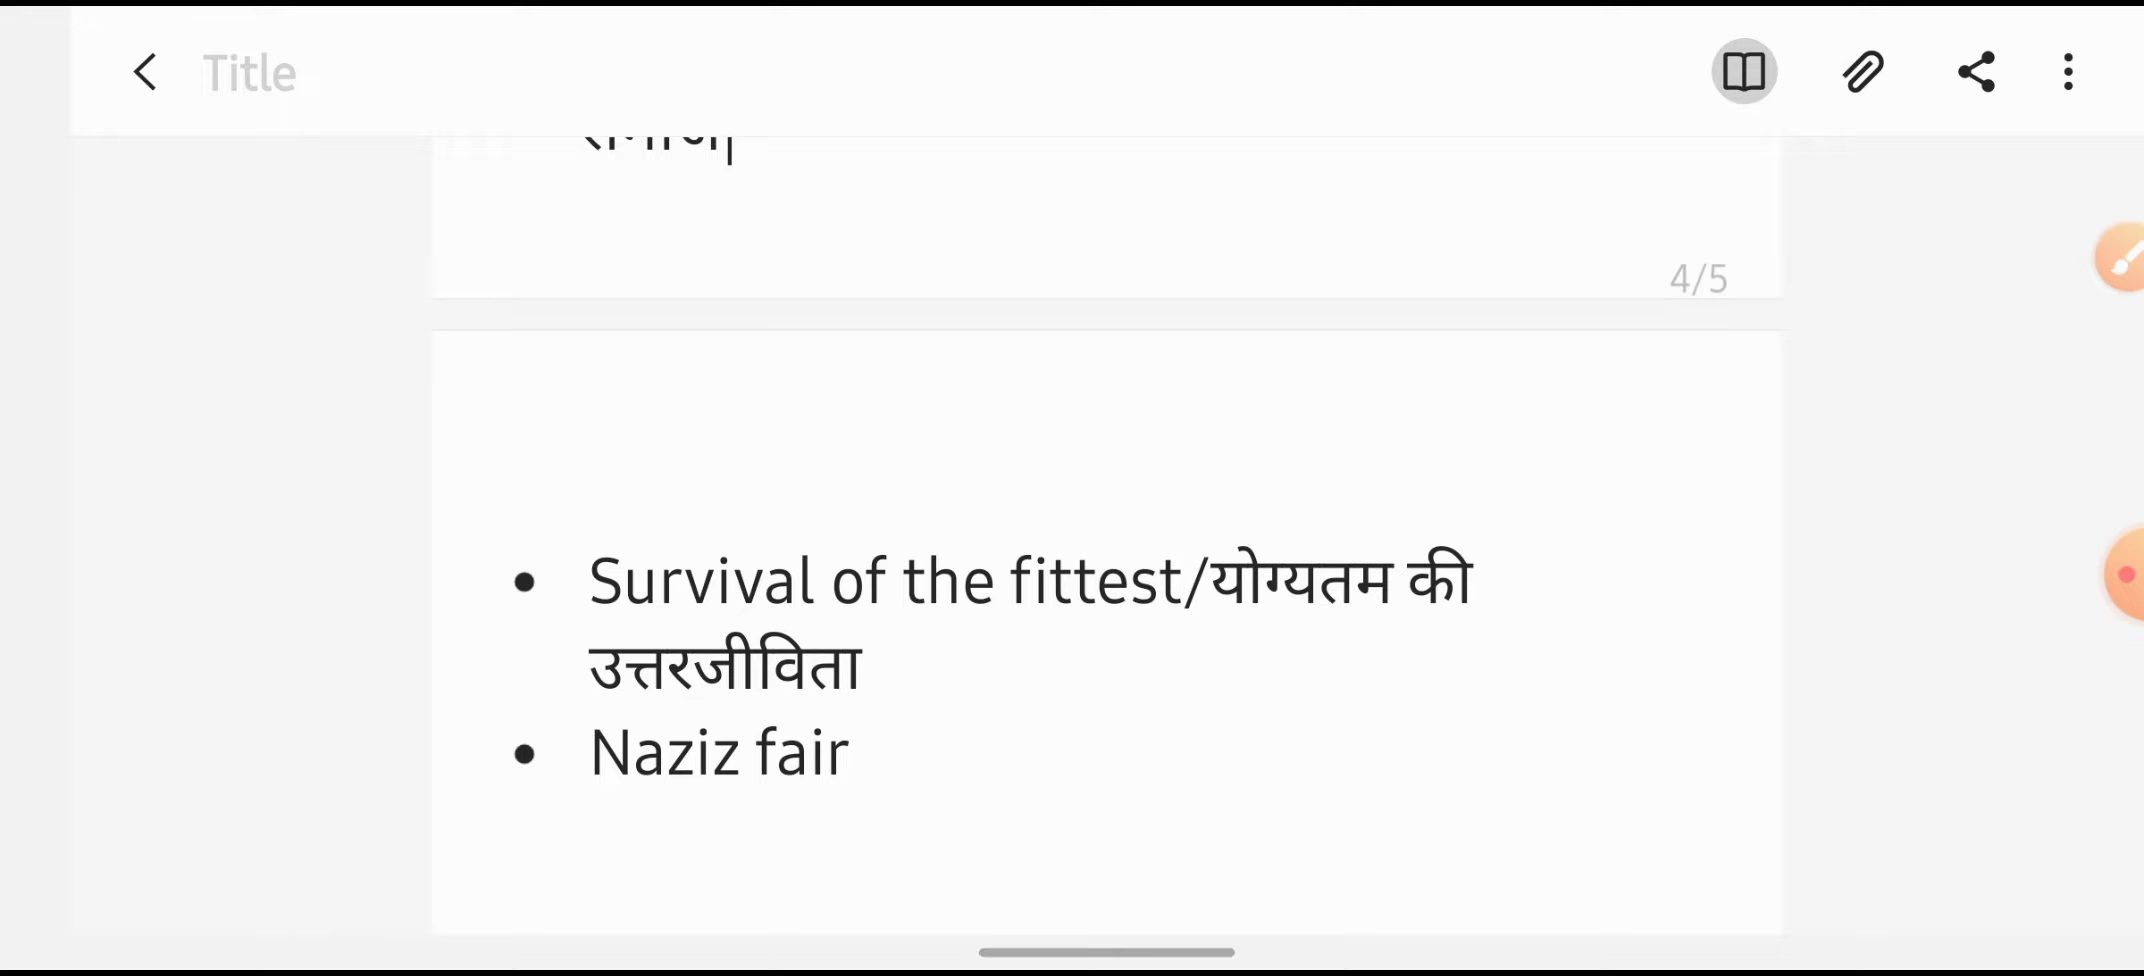 Title
4/5
• Survival of the fittest/योग्यतम की
उत्तरजीविता
• Naziz fair